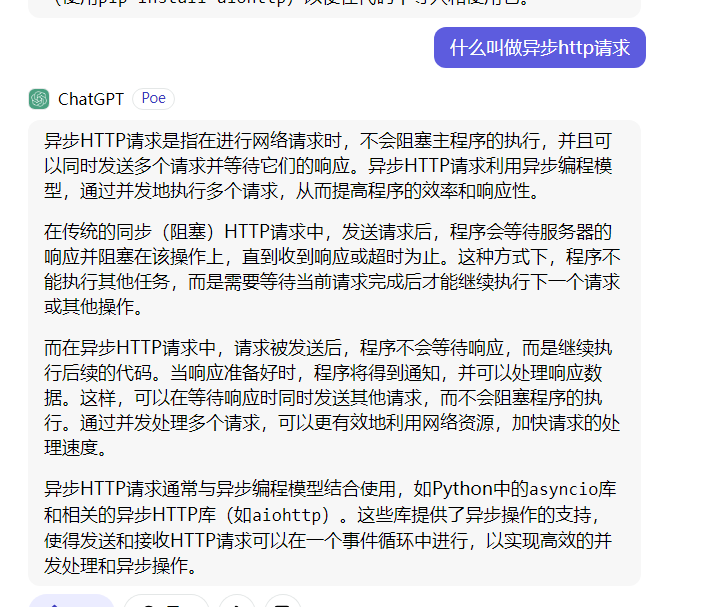 (使用pip install aiohttp)以便在代码中导入和使用它。
什么叫做异步http请求
ChatGPT Poe
异步HTTP请求是指在进行网络请求时，不会阻塞主程序的执行，并且可
以同时发送多个请求并等待它们的响应。异步HTTP请求利用异步编程模
型，通过并发地执行多个请求，从而提高程序的效率和响应性。
在传统的同步（阻塞）HTTP请求中，发送请求后，程序会等待服务器的
响应并阻塞在该操作上，直到收到响应或超时为止。这种方式下，程序不
能执行其他任务，而是需要等待当前请求完成后才能继续执行下一个请求
或其他操作。
而在异步HTTP请求中，请求被发送后，程序不会等待响应，而是继续执
行后续的代码。当响应准备好时，程序将得到通知，并可以处理响应数
据。这样，可以在等待响应时同时发送其他请求，而不会阻塞程序的执
行。通过并发处理多个请求，可以更有效地利用网络资源，加快请求的处
理速度。
异步HTTP请求通常与异步编程模型结合使用，如Python中的asyncio库
和相关的异步HTTP库（如aiohttp）。这些库提供了异步操作的支持，
使得发送和接收HTTP请求可以在一个事件循环中进行，以实现高效的并
发处理和异步操作。